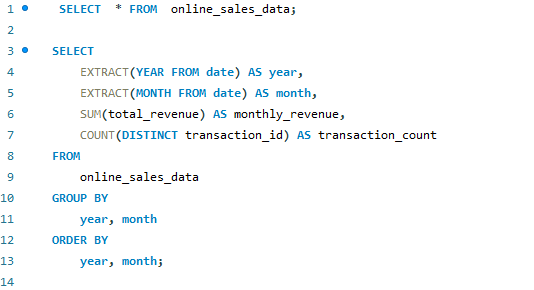 1 SELECT * FROM online_sales_data;
2
3 SELECT
4 EXTRACT(YEAR FROM date) AS year,
5 EXTRACT(MONTH FROM date) AS month,
6 SUM(total_revenue) AS monthly_revenue,
7 COUNT(DISTINCT transaction_id) AS transaction_count
8 FROM
9 online_sales_data
10 GROUP BY
11 year, month
12 ORDER BY
13 year, month;
14